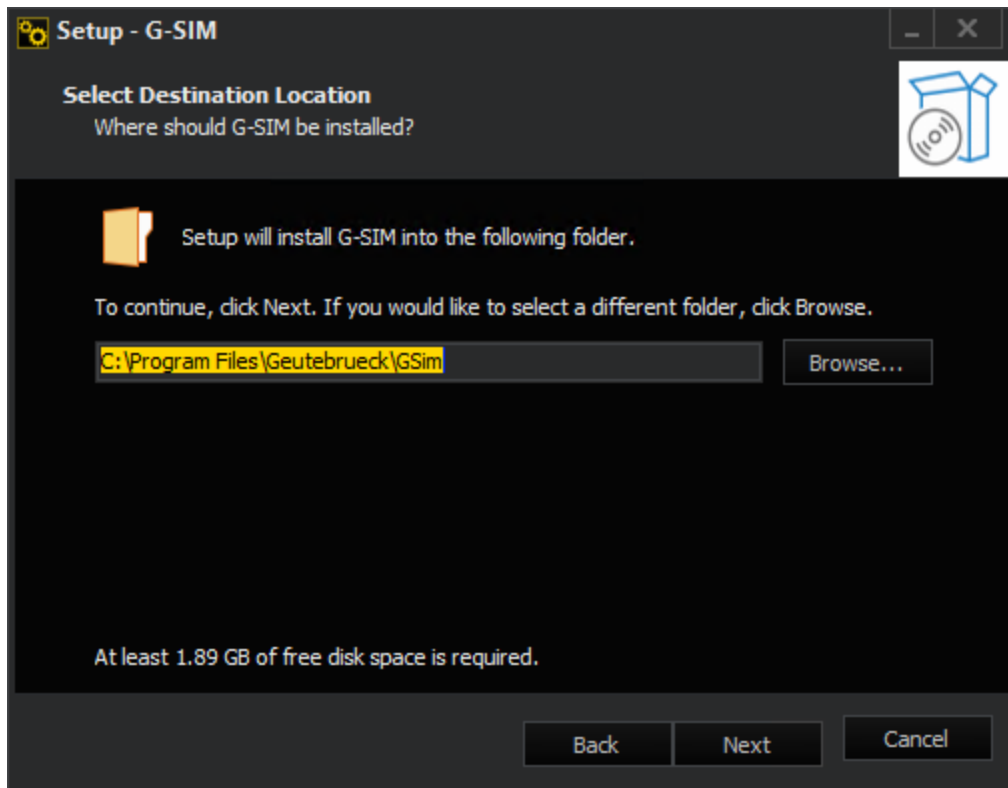 Setup - G-SIM
Select Destination Location
Where should G-SIM be installed?
Setup will install G-SIM into the following folder.
To continue, click Next. If you would like to select a different folder, click Browse.
C:\Program Files\Geutebrueck\GSim
Browse...
At least 1.89 GB of free disk space is required.
Back
Next
Cancel